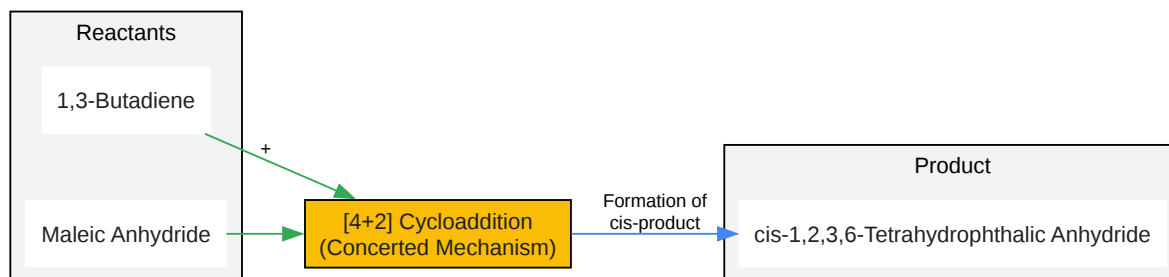 Reactants
1,3-Butadiene
Maleic Anhydride
+
[4+2] Cycloaddition
(Concerted Mechanism)
Formation of
cis-product
Product
cis-1,2,3,6-Tetrahydrophthalic Anhydride